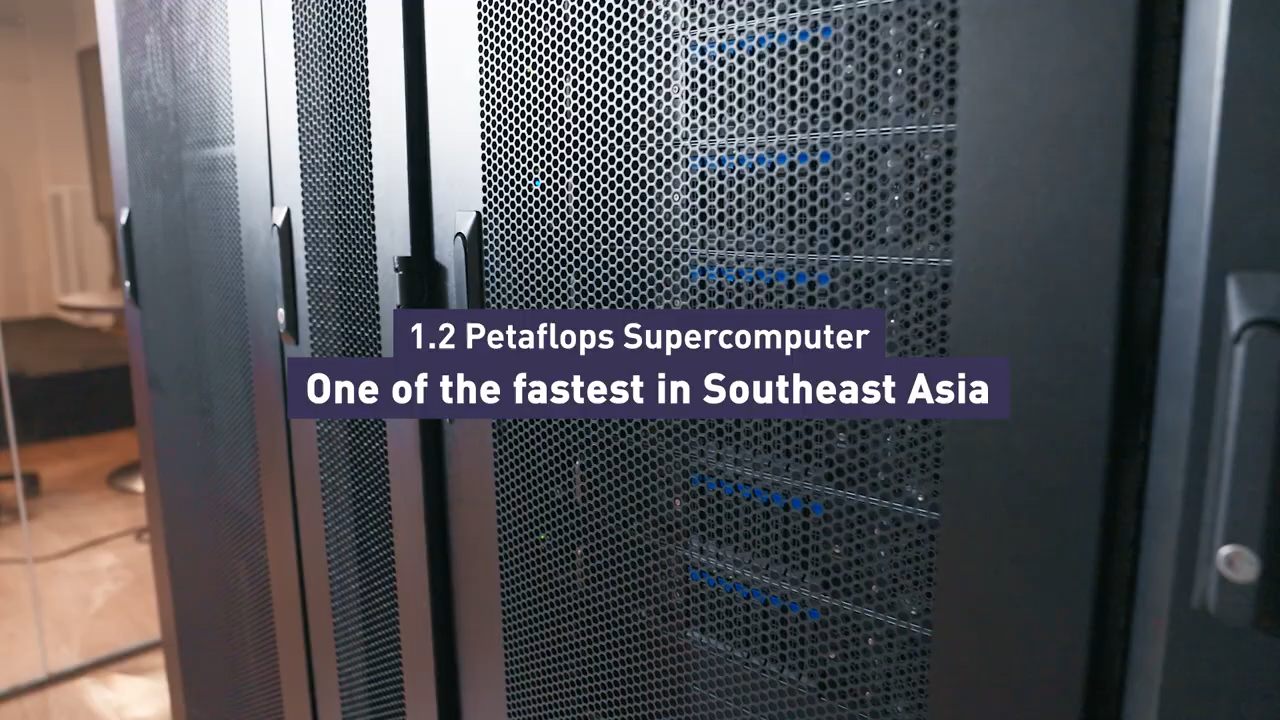 1.2 Petaflops Supercomputer
One of the fastest in Southeast Asia